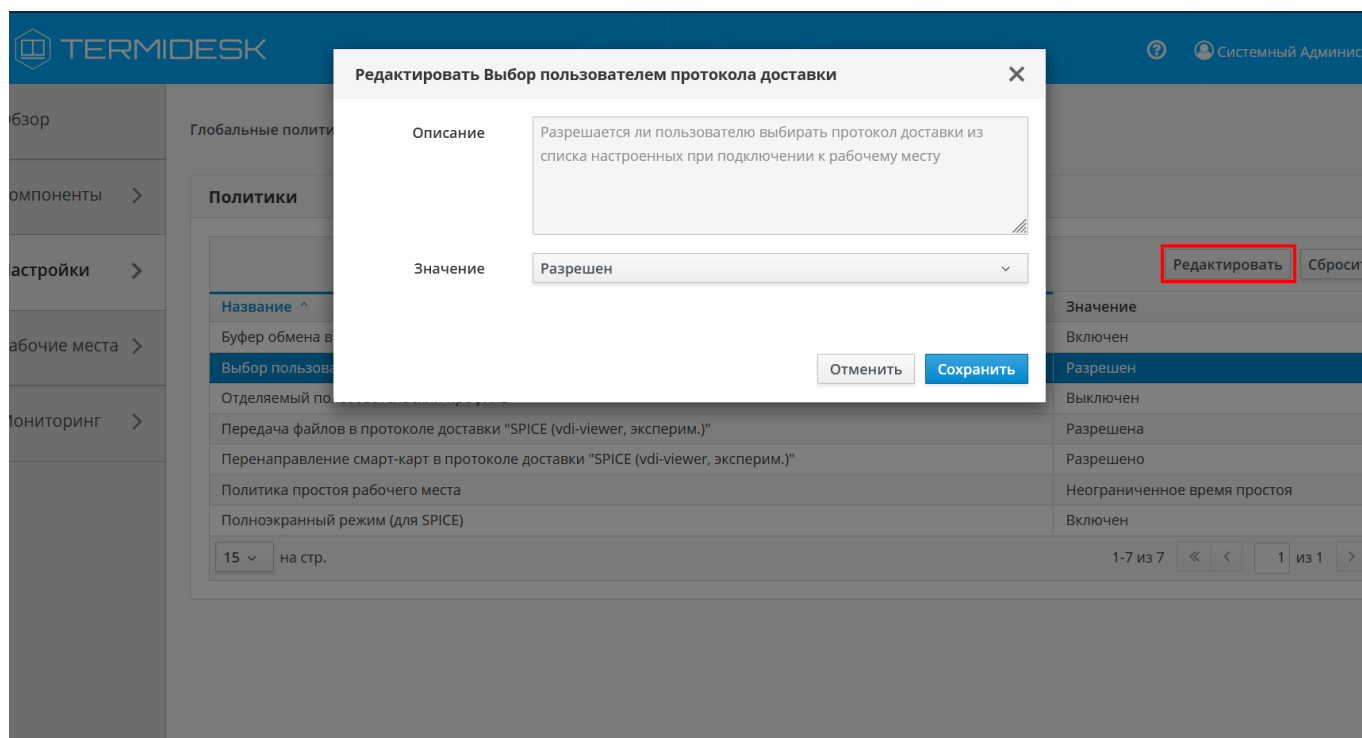 TERMIDESK
Системный Админис
Редактировать Выбор пользователем протокола доставки
Описание
Разрешается ли пользователю выбирать протокол доставки из
списка настроенных при подключении к рабочему месту
Значение
Разрешен
Отменить
Сохранить
бзор
омпоненты
астройки
абочие места
ониторинг
Глобальные полити
Политики
Редактировать
Сбросит
Название
Значение
Буфер обмена в
Включен
Выбор пользова
Разрешен
Отделяемый по
Выключен
Передача файлов в протоколе доставки "SPICE (vdi-viewer, эксперим.)"
Разрешена
Перенаправление смарт-карт в протоколе доставки "SPICE (vdi-viewer, эксперим.)"
Разрешено
Политика простоя рабочего места
Неограниченное время простоя
Полноэкранный режим (для SPICE)
Включен
15 на стр.
1-7 из 7
1 из 1